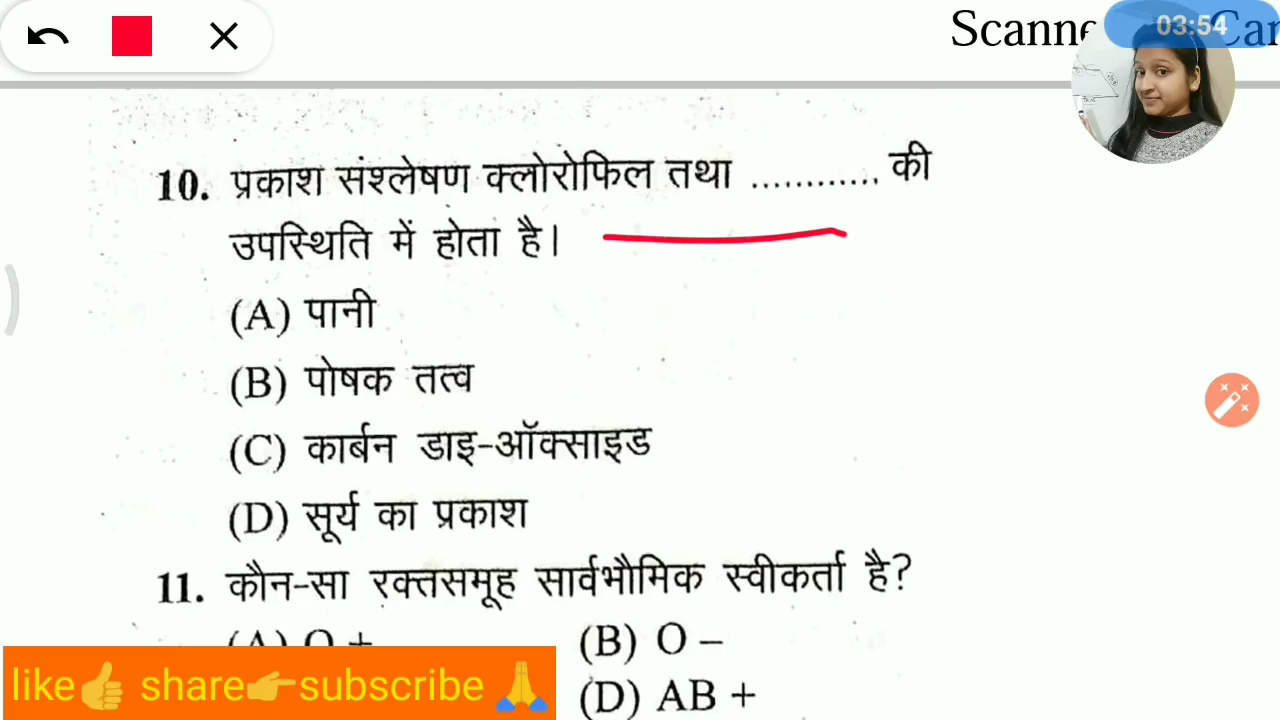 Scanne Car
03:54
10. प्रकाश संश्लेषण क्लोरोफिल तथा ............ की
उपस्थिति में होता है।
(A) पानी
(B) पोषक तत्व
(C) कार्बन डाइ-ऑक्साइड
(D) सूर्य का प्रकाश
11. कौन-सा रक्तसमूह सार्वभौमिक स्वीकर्ता है?
(A) O + (B) O –
(D) AB +
like👍 share👉subscribe 🙏